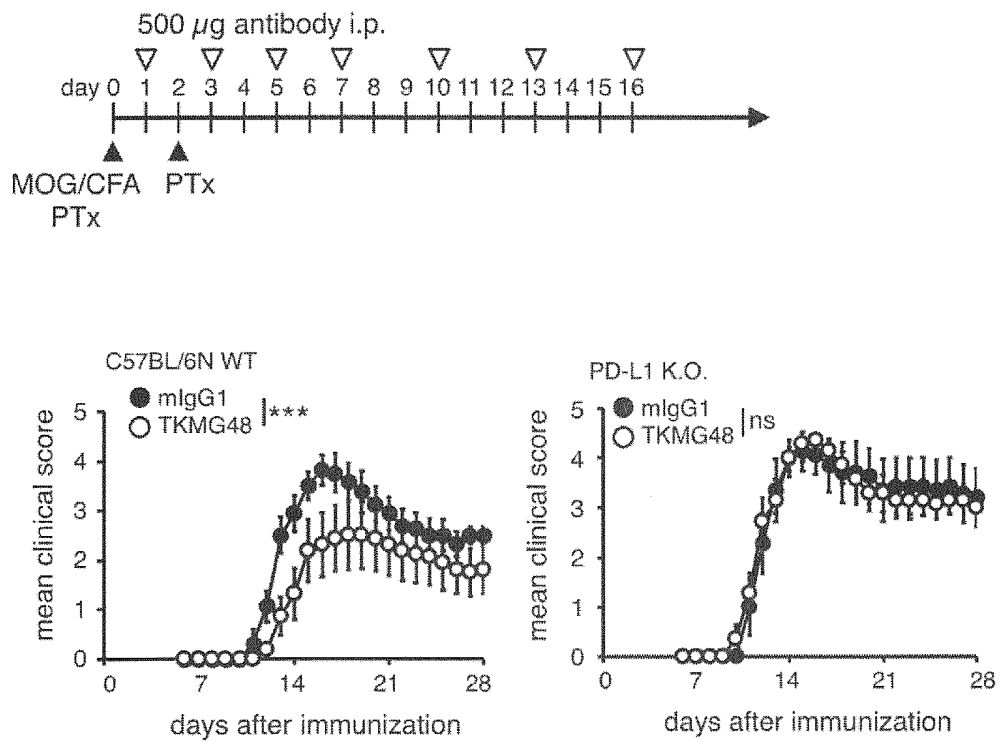 500 µg antibody i.p.
day 0 1 2 3 4 5 6 7 8 9 10 11 12 13 14 15 16
MOG/CFA PTx
PTx
C57BL/6N WT
mIgG1
TKMG48
***
mean clinical score
5
4
3
2
1
0
0 7 14 21 28
days after immunization
PD-L1 K.O.
mIgG1
TKMG48
ns
mean clinical score
5
4
3
2
1
0
0 7 14 21 28
days after immunization